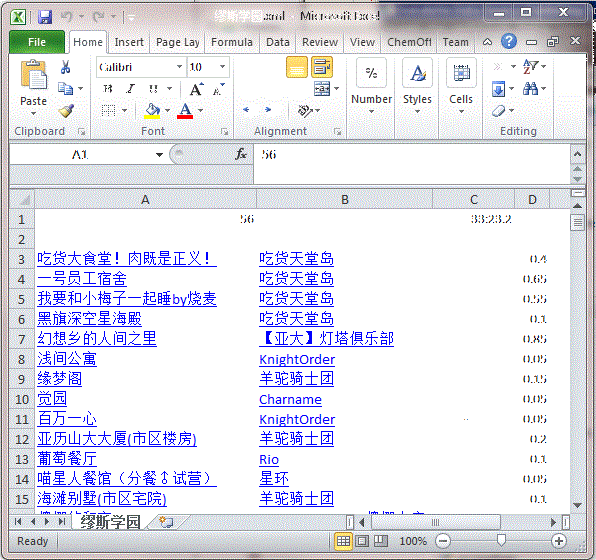 缪斯学园.xml - Microsoft Excel
File Home Insert Page Lay Formula Data Review View ChemOff Team
Calibri 10
Paste B I U A A Number Styles Cells
Clipboard Font Alignment Editing
A1 fx 56
A B C D
1 56 33:23.2
2
3 吃货大食堂！肉既是正义！ 吃货天堂岛 0.4
4 一号员工宿舍 吃货天堂岛 0.65
5 我要和小梅子一起睡by烧麦 吃货天堂岛 0.55
6 黑旗深空星海殿 吃货天堂岛 0.1
7 幻想乡的人间之里 【亚大】灯塔俱乐部 0.85
8 浅间公寓 KnightOrder 0.05
9 缘梦阁 羊驼骑士团 0.15
10 觉园 Charname 0.05
11 百万一心 KnightOrder 0.05
12 亚历山大大厦(市区楼房) 羊驼骑士团 0.2
13 葡萄餐厅 Rio 0.1
14 喵星人餐馆（分餐♂试营） 星环 0.05
15 海滩别墅(市区宅院) 羊驼骑士团 0.1
缪斯学园
Ready 100%